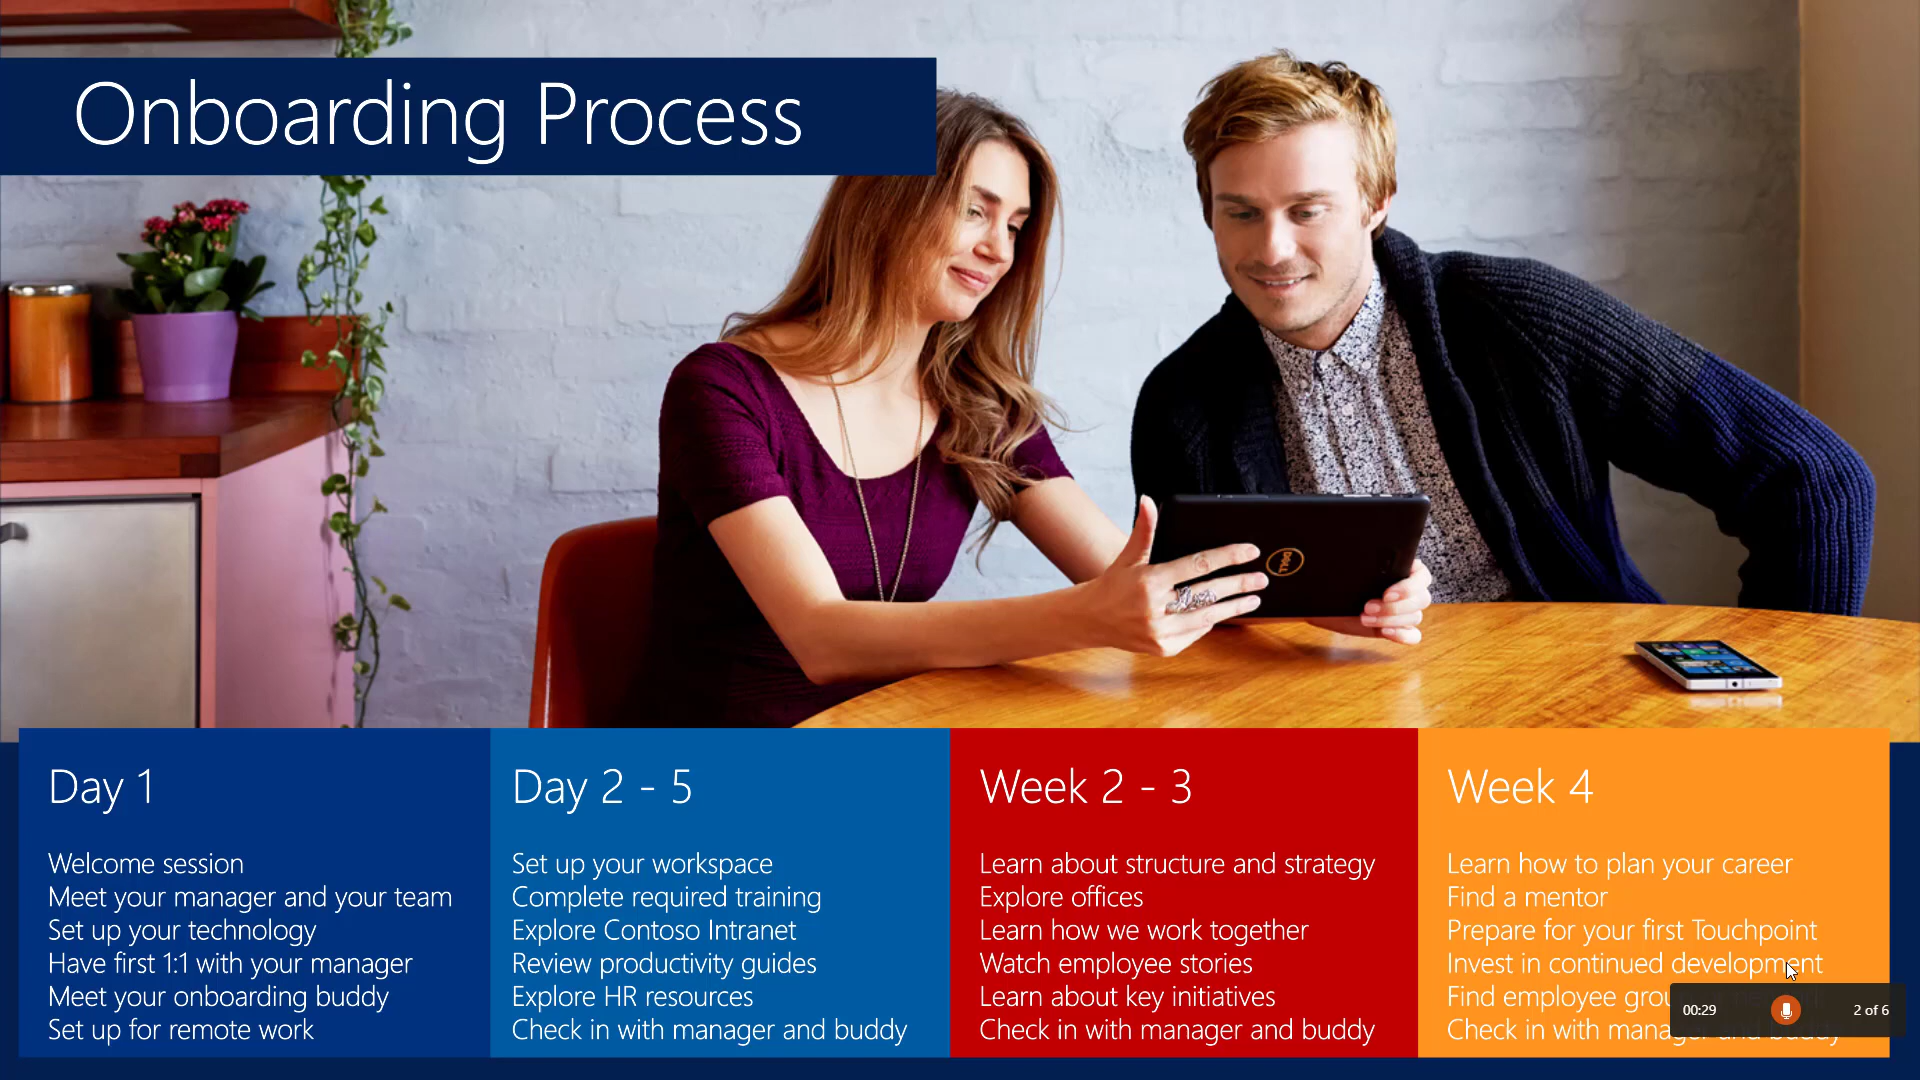 Onboarding Process
DELL
Day 1
Welcome session
Meet your manager and your team
Set up your technology
Have first 1:1 with your manager
Meet your onboarding buddy
Set up for remote work
Day 2 - 5
Set up your workspace
Complete required training
Explore Contoso Intranet
Review productivity guides
Explore HR resources
Check in with manager and buddy
Week 2 - 3
Learn about structure and strategy
Explore offices
Learn how we work together
Watch employee stories
Learn about key initiatives
Check in with manager and buddy
Week 4
Learn how to plan your career
Find a mentor
Prepare for your first Touchpoint
Invest in continued development
Find employee
Check in with manager and buddy
00:29
2 of 6